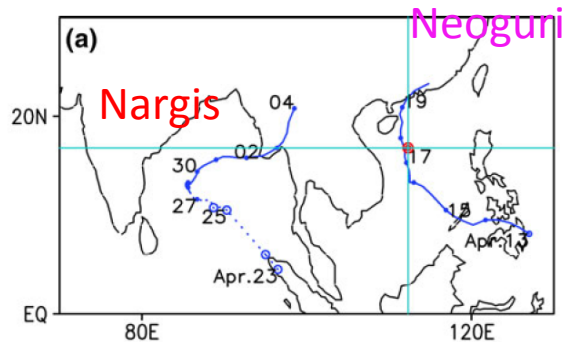 Neoguri
(a)
Nargis
04
19
20N
02
17
30
27
25
15
Apr.13
Apr.23
EQ
80E
120E